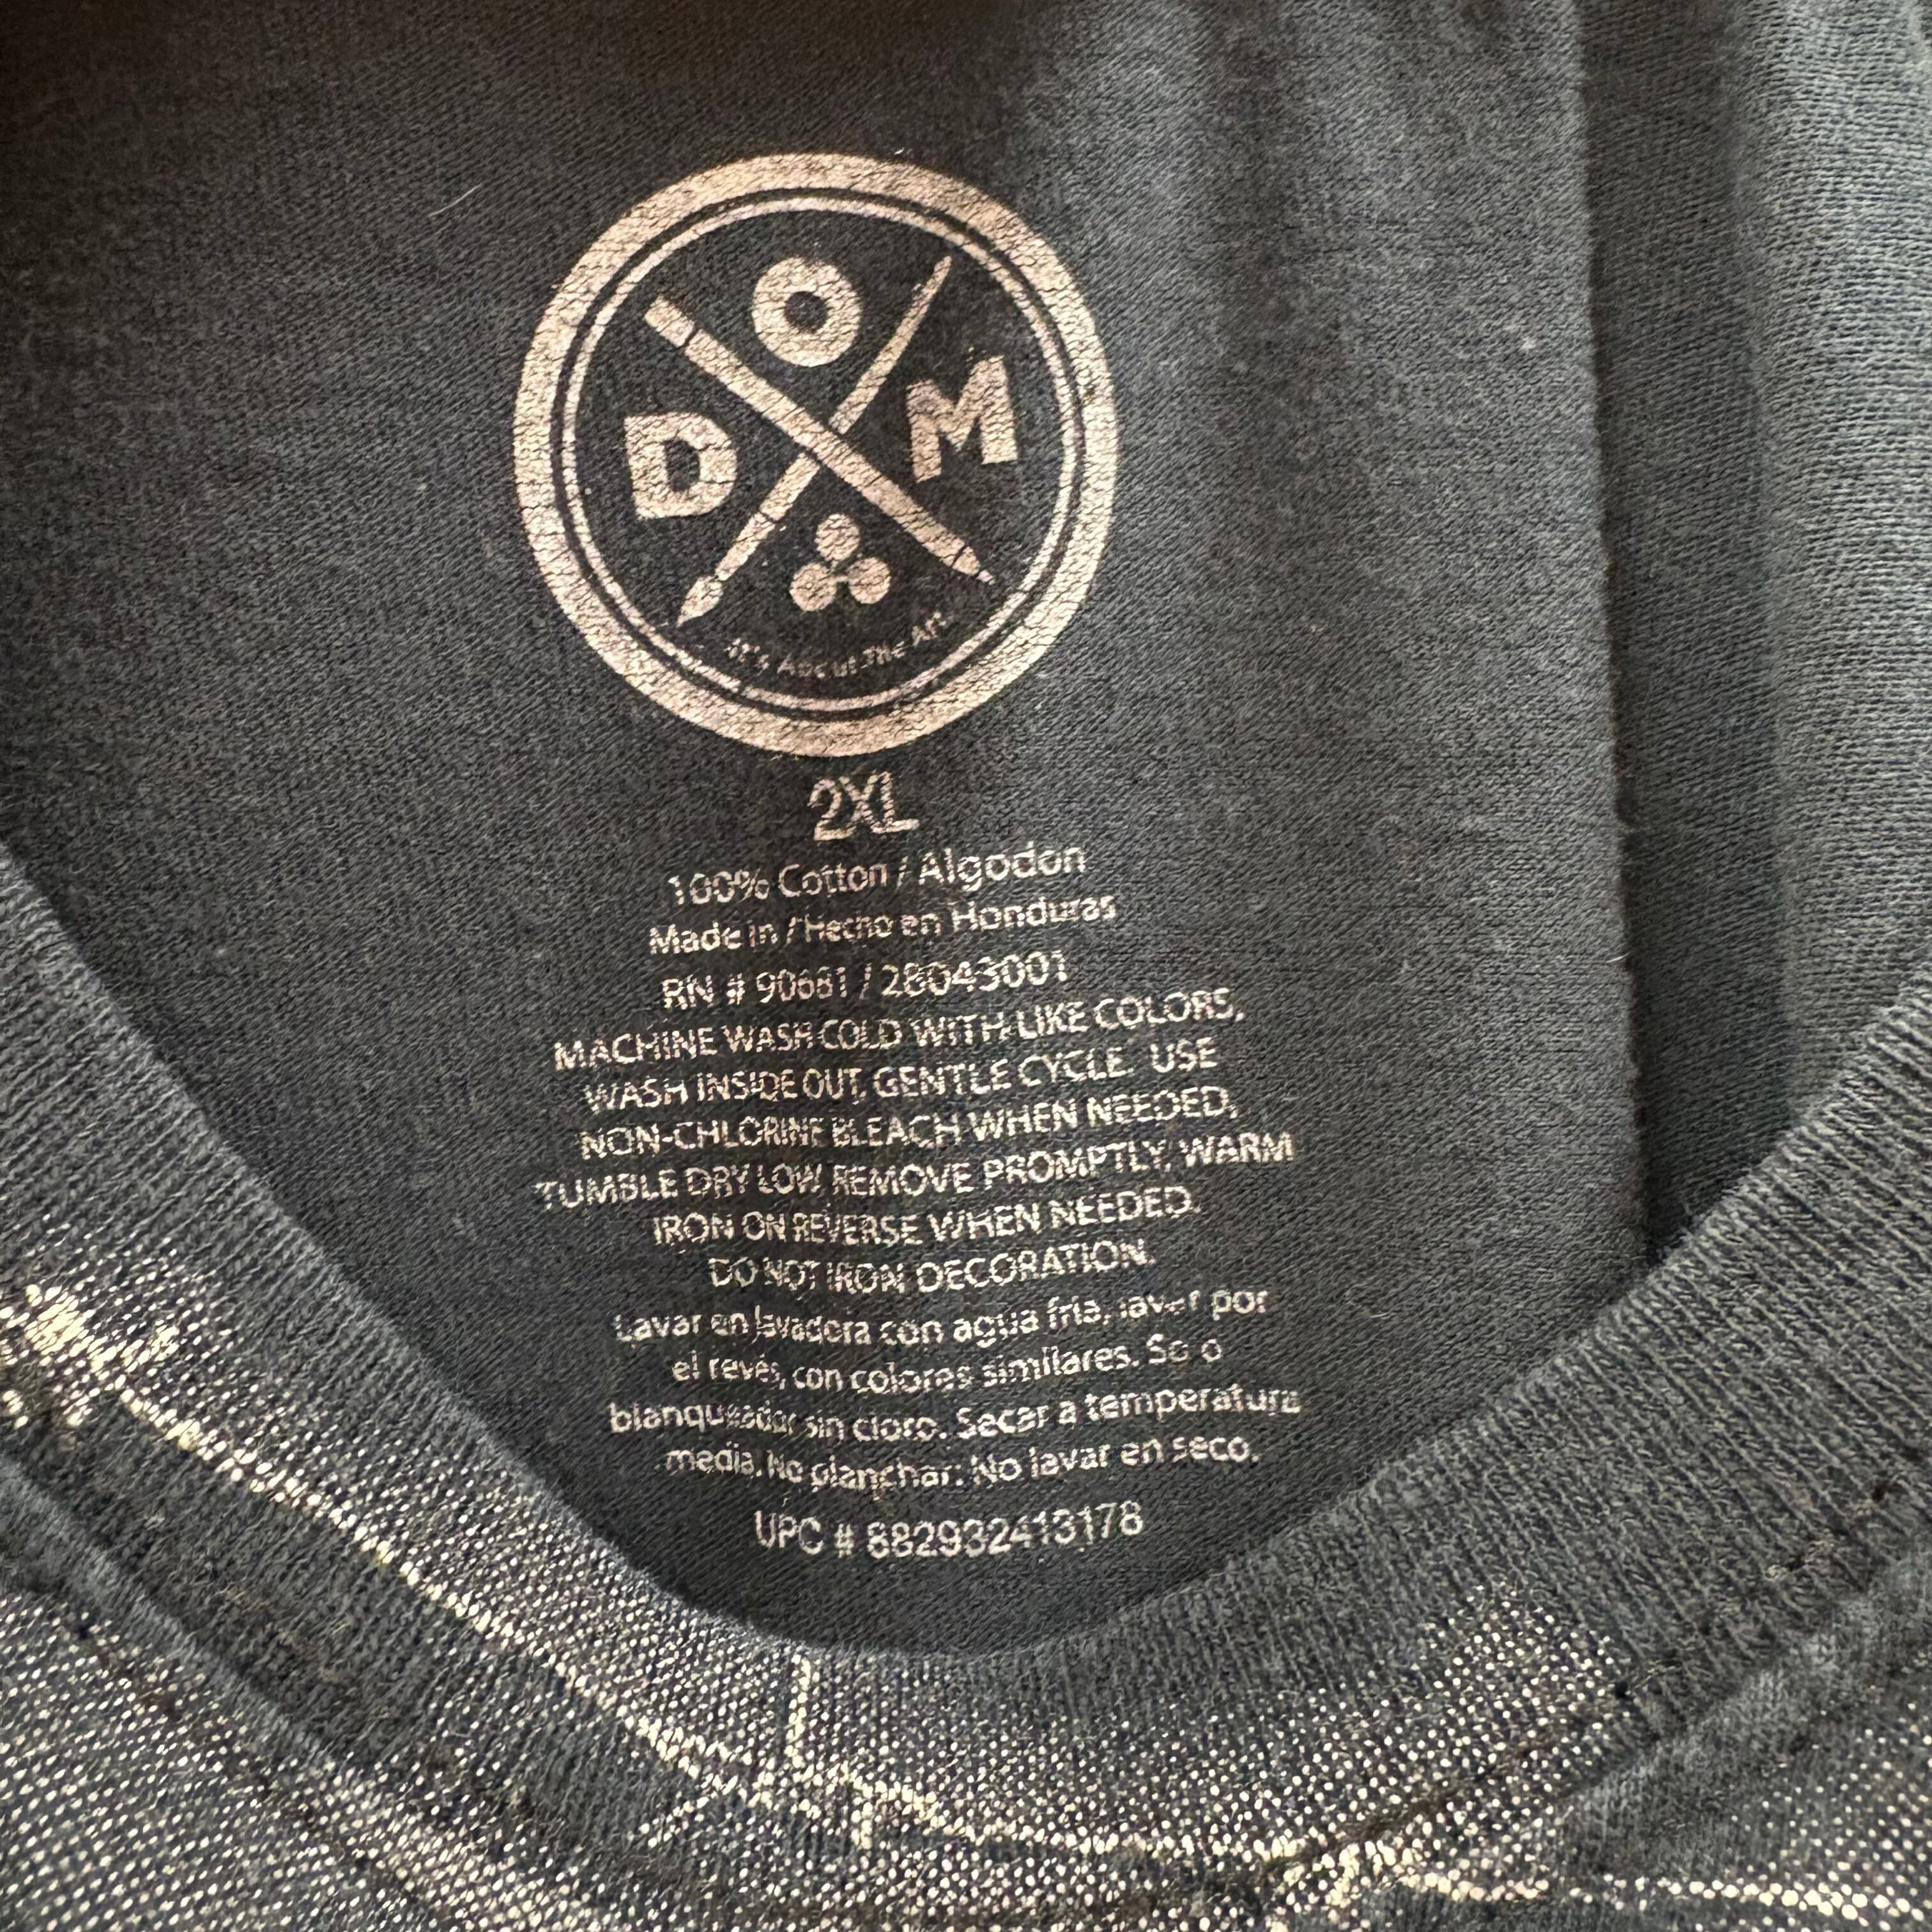 D O M
It's About The Art
2XL
100% Cotton / Algodon
Made in / Hecho en Honduras
RN # 90681 / 28043001
MACHINE WASH COLD WITH LIKE COLORS,
WASH INSIDE OUT, GENTLE CYCLE. USE
NON-CHLORINE BLEACH WHEN NEEDED,
TUMBLE DRY LOW, REMOVE PROMPTLY, WARM
IRON ON REVERSE WHEN NEEDED.
DO NOT IRON DECORATION.
Lavar en lavadora con agua fria, lavar por
el revés, con colores similares. Solo
blanqueador sin cloro. Secar a temperatura
media. No planchar. No lavar en seco.
UPC # 882932413178